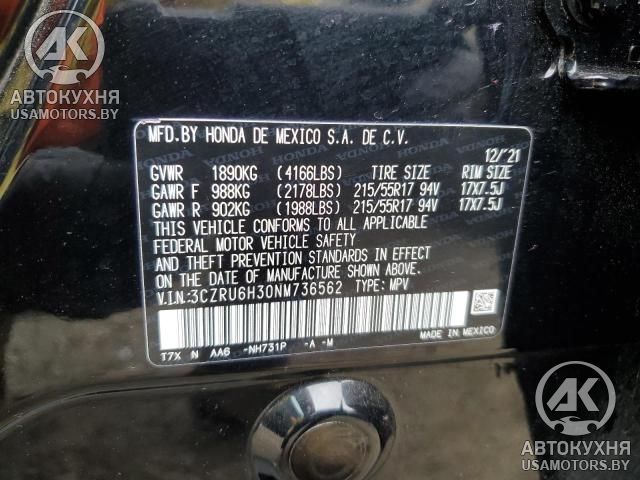 АК
АВТОКУХНЯ
USAMOTORS.BY
MFD.BY HONDA DE MEXICO S.A. DE C.V.
12/'21
GVWR 1890KG (4166LBS) TIRE SIZE RIM SIZE
GAWR F 988KG (2178LBS) 215/55R17 94V 17X7.5J
GAWR R 902KG (1988LBS) 215/55R17 94V 17X7.5J
THIS VEHICLE CONFORMS TO ALL APPLICABLE
FEDERAL MOTOR VEHICLE SAFETY
AND THEFT PREVENTION STANDARDS IN EFFECT
ON THE DATE OF MANUFACTURE SHOWN ABOVE.
V.I.N:3CZRU6H30NM736562 TYPE: MPV
MADE IN MEXICO
T7X N AA6 -NH731P -A -M
АК
АВТОКУХНЯ
USAMOTORS.BY